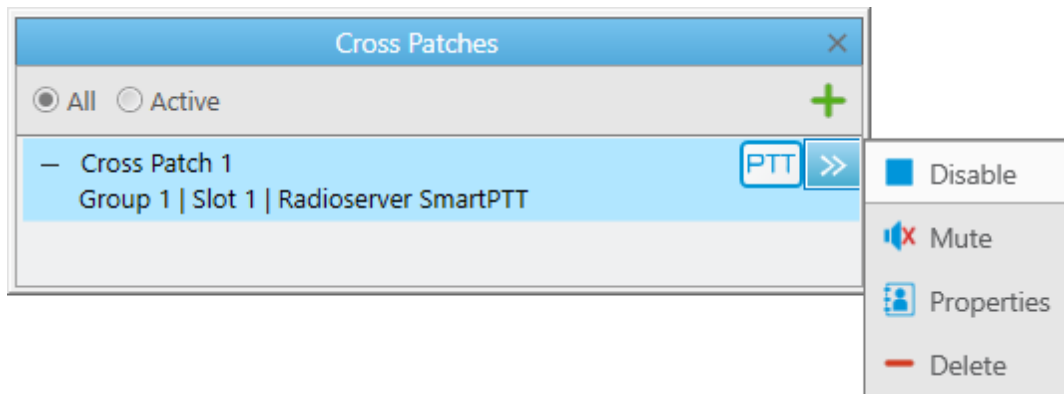 Cross Patches
All Active
Cross Patch 1
PTT
Group 1 | Slot 1 | Radioserver SmartPTT
Disable
Mute
Properties
Delete